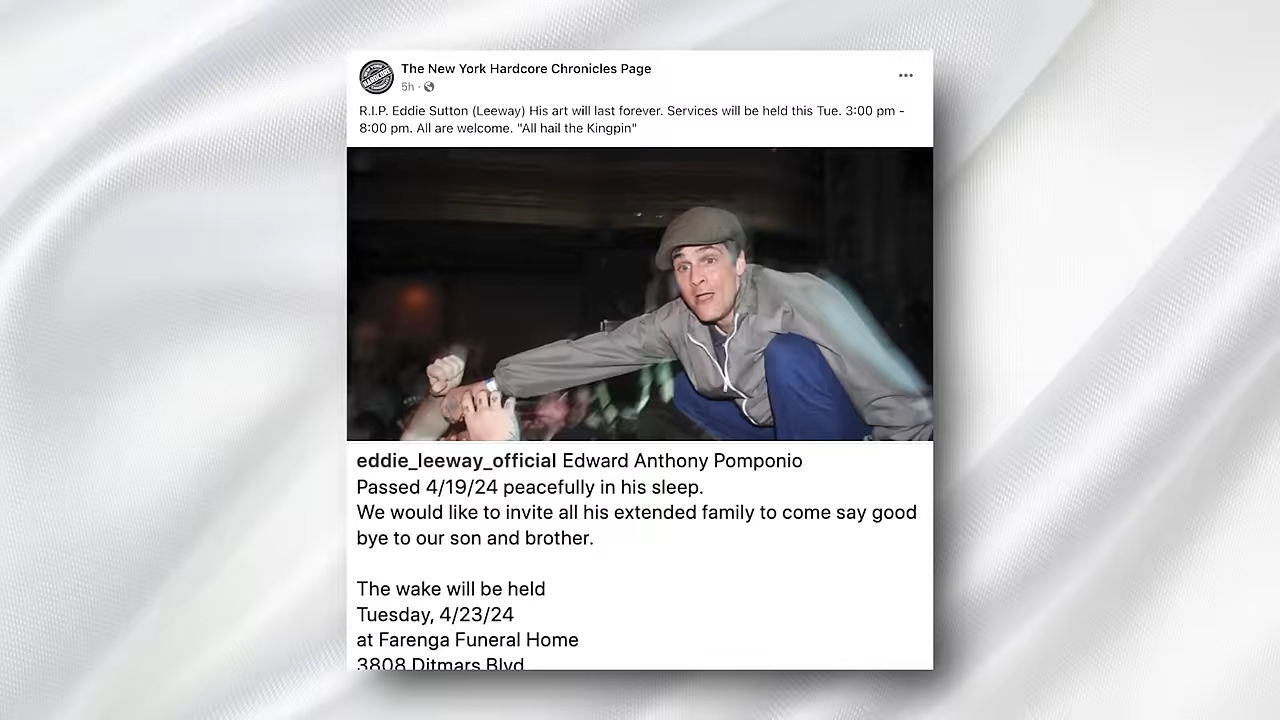 The New York Hardcore Chronicles Page
5h ·
R.I.P. Eddie Sutton (Leeway) His art will last forever. Services will be held this Tue. 3:00 pm -
8:00 pm. All are welcome. "All hail the Kingpin"
eddie_leeway_official Edward Anthony Pomponio
Passed 4/19/24 peacefully in his sleep.
We would like to invite all his extended family to come say good
bye to our son and brother.
The wake will be held
Tuesday, 4/23/24
at Farenga Funeral Home
3808 Ditmars Blvd